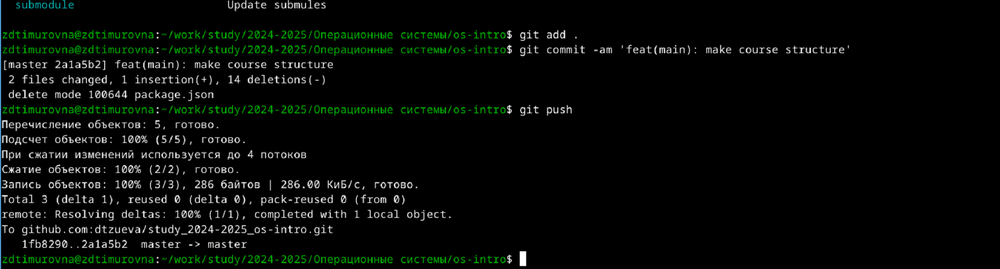 submodule Update submules
zdtimurovna@zdtimurovna:~/work/study/2024-2025/Операционные системы/os-intro$ git add .
zdtimurovna@zdtimurovna:~/work/study/2024-2025/Операционные системы/os-intro$ git commit -am 'feat(main): make course structure'
[master 2a1a5b2] feat(main): make course structure
2 files changed, 1 insertion(+), 14 deletions(-)
delete mode 100644 package.json
zdtimurovna@zdtimurovna:~/work/study/2024-2025/Операционные системы/os-intro$ git push
Перечисление объектов: 5, готово.
Подсчет объектов: 100% (5/5), готово.
При сжатии изменений используется до 4 потоков
Сжатие объектов: 100% (2/2), готово.
Запись объектов: 100% (3/3), 286 байтов | 286.00 КиБ/с, готово.
Total 3 (delta 1), reused 0 (delta 0), pack-reused 0 (from 0)
remote: Resolving deltas: 100% (1/1), completed with 1 local object.
To github.com:dtzueva/study_2024-2025_os-intro.git
1fb8290..2a1a5b2 master -> master
zdtimurovna@zdtimurovna:~/work/study/2024-2025/Операционные системы/os-intro$